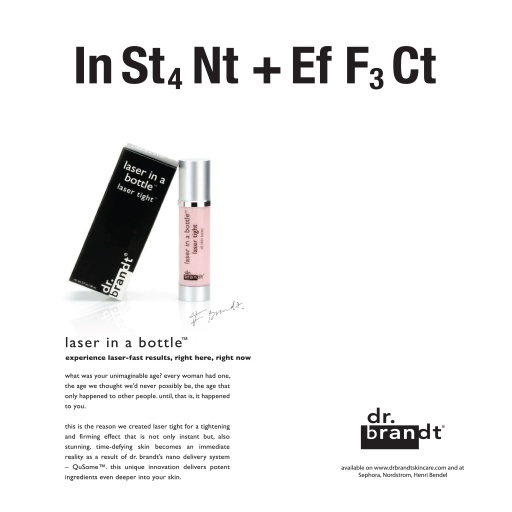 In St4 Nt + Ef F3 Ct
laser in a
bottle™
laser tight™
dr.
brandt®
laser in a bottle™
laser tight
dr.
brandt®
F. Brandt.
laser in a bottle™
experience laser-fast results, right here, right now
what was your unimaginable age? every woman had one,
the age we thought we'd never possibly be, the age that
only happened to other people. until, that is, it happened
to you.
this is the reason we created laser tight for a tightening
and firming effect that is not only instant but, also
stunning. time-defying skin becomes an immediate
reality as a result of dr. brandt's nano delivery system
– QuSome™. this unique innovation delivers potent
ingredients even deeper into your skin.
dr.
brandt®
available on www.drbrandtskincare.com and at
Sephora, Nordstrom, Henri Bendel